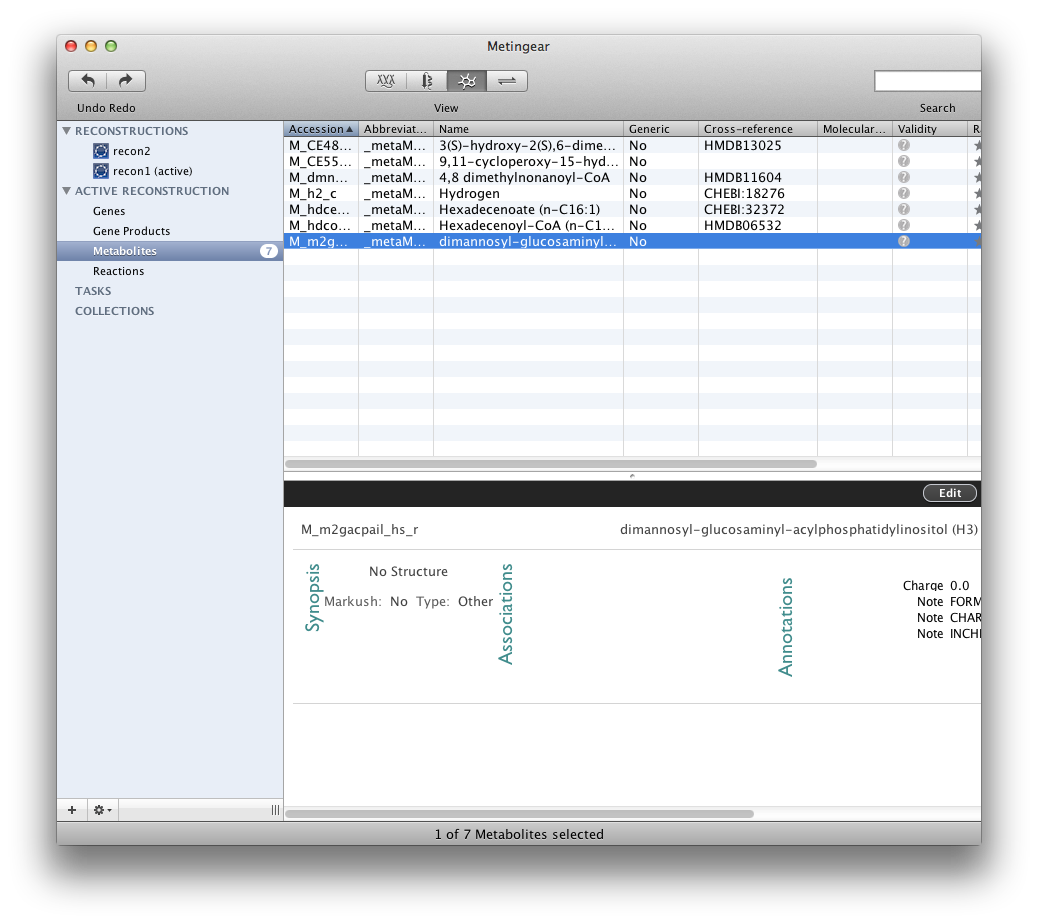 Metingear
Undo Redo
View
Search
RECONSTRUCTIONS
recon2
recon1 (active)
ACTIVE RECONSTRUCTION
Genes
Gene Products
Metabolites 7
Reactions
TASKS
COLLECTIONS
Accession Abbreviat... Name Generic Cross-reference Molecular... Validity Ra
M_CE48... _metaM... 3(S)-hydroxy-2(S),6-dime... No HMDB13025 ?
M_CE55... _metaM... 9,11-cycloperoxy-15-hyd... No ?
M_dmn... _metaM... 4,8 dimethylnonanoyl-CoA No HMDB11604 ?
M_h2_c _metaM... Hydrogen No CHEBI:18276 ?
M_hdce... _metaM... Hexadecenoate (n-C16:1) No CHEBI:32372 ?
M_hdco... _metaM... Hexadecenoyl-CoA (n-C1... No HMDB06532 ?
M_m2g... _metaM... dimannosyl-glucosaminyl... No ?
Edit
M_m2gacpail_hs_r dimannosyl-glucosaminyl-acylphosphatidylinositol (H3)
Synopsis
No Structure
Markush: No Type: Other
Associations
Annotations
Charge 0.0
Note FORM
Note CHAR
Note INCHI
1 of 7 Metabolites selected